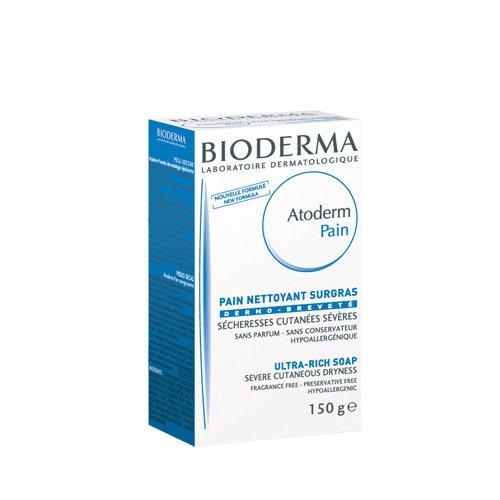 BIODERMA
LABORATOIRE DERMATOLOGIQUE
NOUVELLE FORMULE
NEW FORMULA
Atoderm
Pain
PAIN NETTOYANT SURGRAS
DERMO-BREVETÉ
SÉCHERESSES CUTANÉES SÉVÈRES
SANS PARFUM - SANS CONSERVATEUR
HYPOALLERGÉNIQUE
ULTRA-RICH SOAP
SEVERE CUTANEOUS DRYNESS
FRAGRANCE FREE - PRESERVATIVE FREE
HYPOALLERGENIC
150 g e
BIODERMA